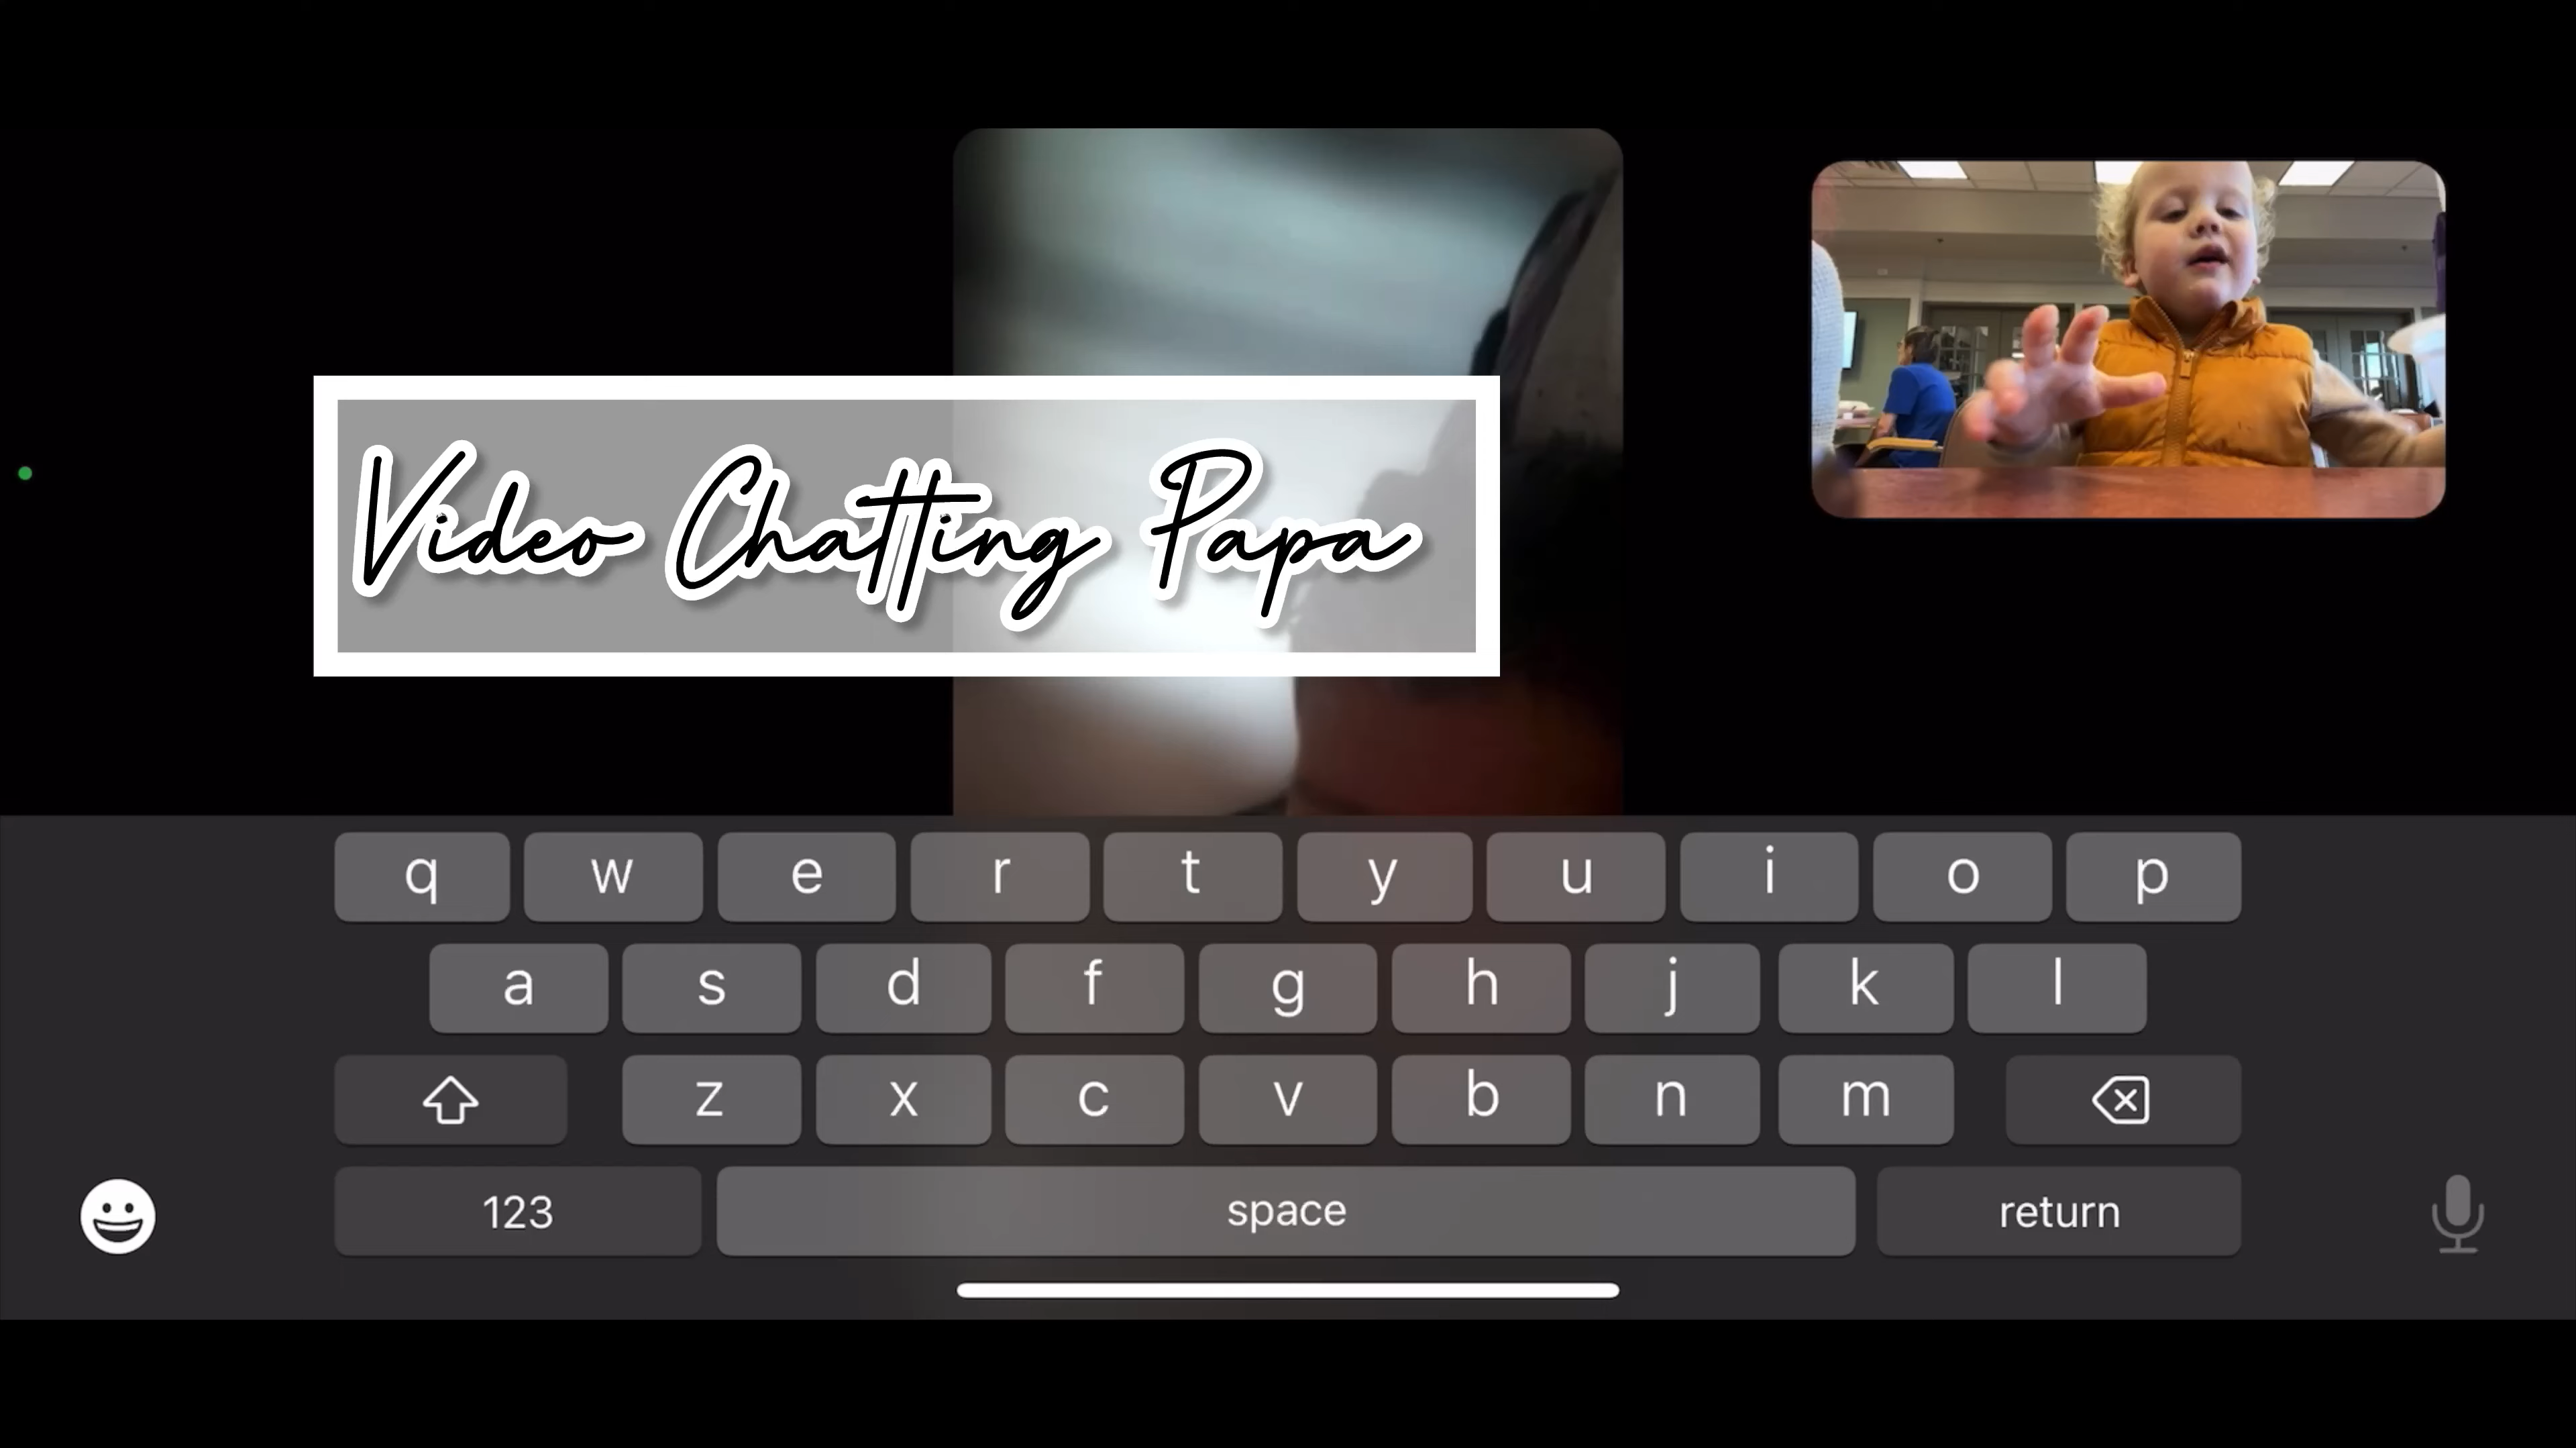 Video Chatting Papa
q w e r t y u i o p
a s d f g h j k l
z x c v b n m
123 space return